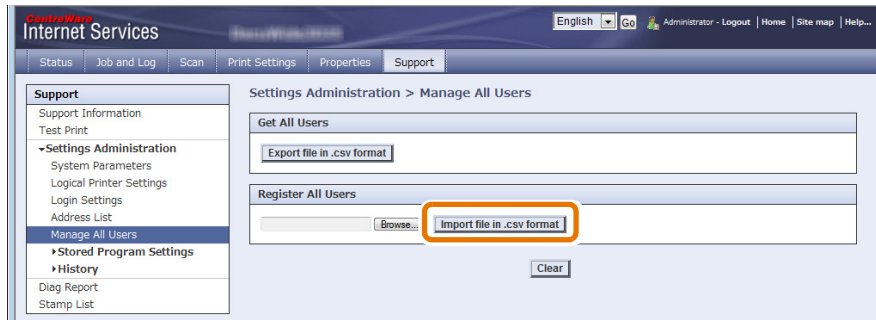 CentroWare
Internet Services
English Go Administrator - Logout | Home | Site map | Help...
Status Job and Log Scan Print Settings Properties Support
Support
Support Information
Test Print
Settings Administration
System Parameters
Logical Printer Settings
Login Settings
Address List
Manage All Users
Stored Program Settings
History
Diag Report
Stamp List
Settings Administration > Manage All Users
Get All Users
Export file in .csv format
Register All Users
Browse... Import file in .csv format
Clear